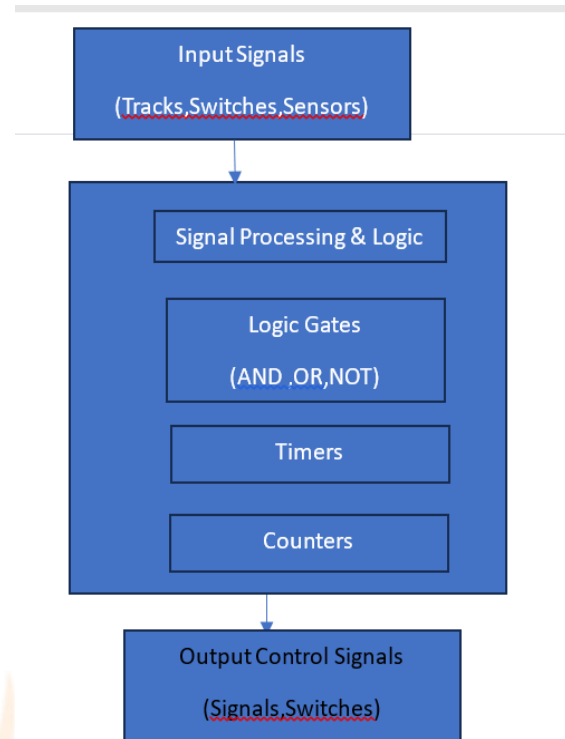 Input Signals
(Tracks,Switches,Sensors)
Signal Processing & Logic
Logic Gates
(AND ,OR,NOT)
Timers
Counters
Output Control Signals
(Signals,Switches)